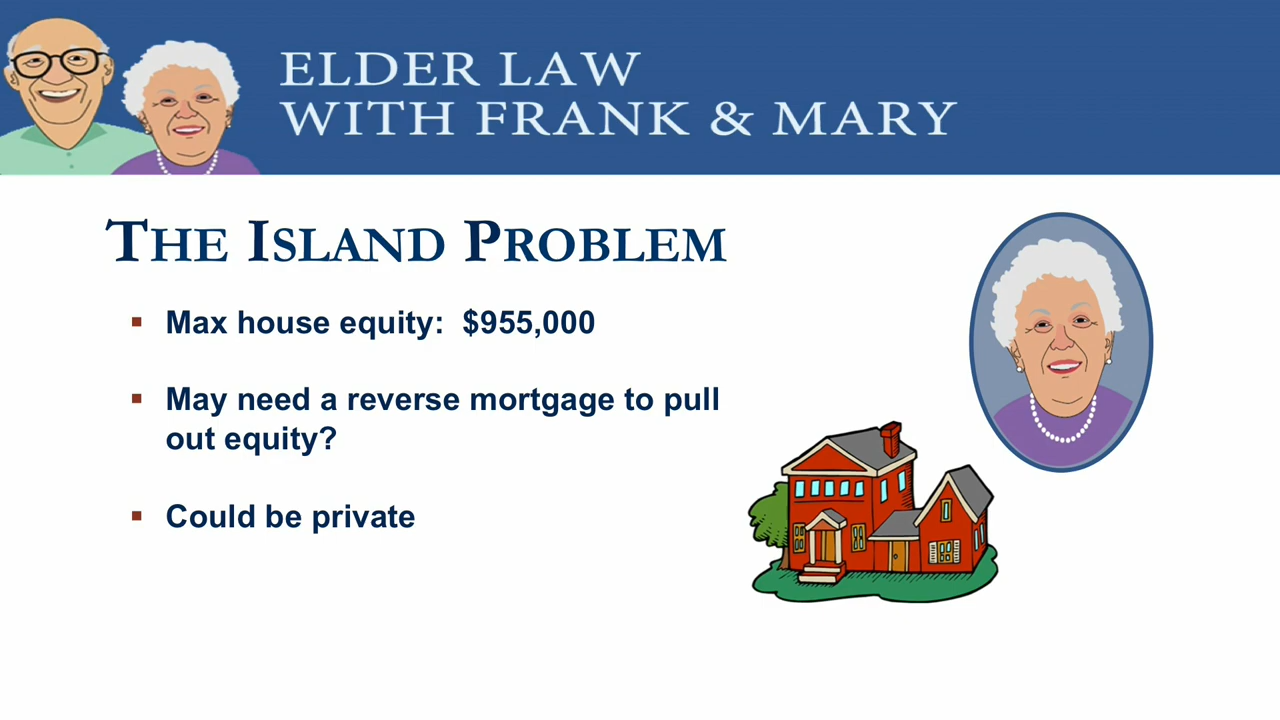 ELDER LAW
WITH FRANK & MARY
THE ISLAND PROBLEM
▪ Max house equity: $955,000
▪ May need a reverse mortgage to pull
out equity?
▪ Could be private